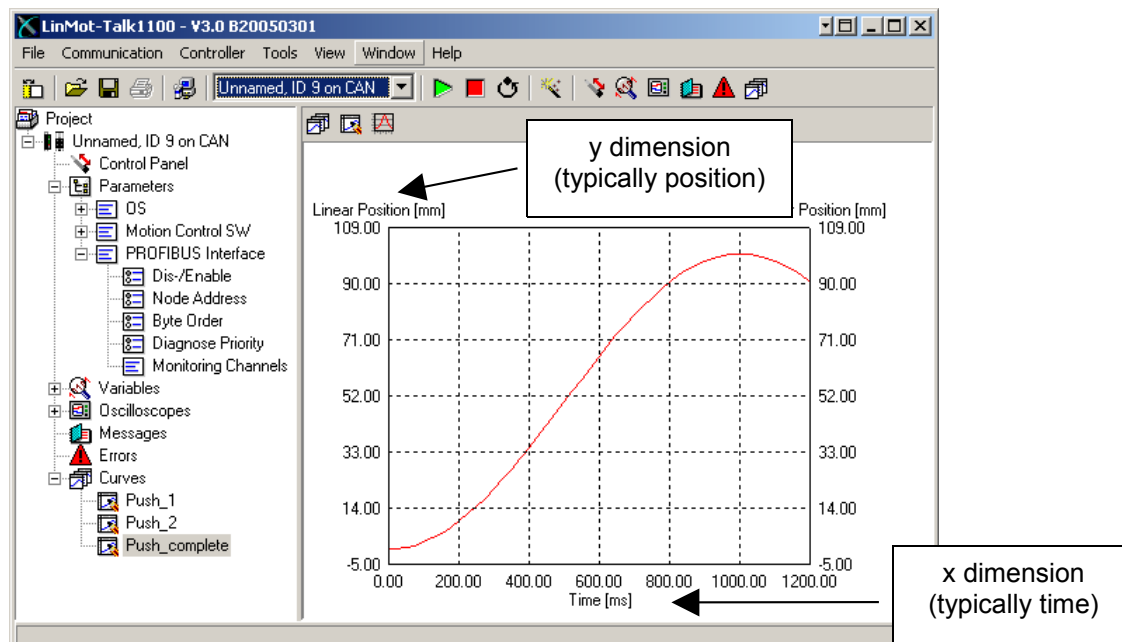 LinMot-Talk1100 - V3.0 B20050301
File Communication Controller Tools View Window Help
Unnamed, ID 9 on CAN
Project
Unnamed, ID 9 on CAN
Control Panel
Parameters
OS
Motion Control SW
PROFIBUS Interface
Dis-/Enable
Node Address
Byte Order
Diagnose Priority
Monitoring Channels
Variables
Oscilloscopes
Messages
Errors
Curves
Push_1
Push_2
Push_complete
y dimension
(typically position)
Linear Position [mm]
r Position [mm]
109.00 109.00
90.00 90.00
71.00 71.00
52.00 52.00
33.00 33.00
14.00 14.00
-5.00 -5.00
0.00 200.00 400.00 600.00 800.00 1000.00 1200.00
Time [ms]
x dimension
(typically time)